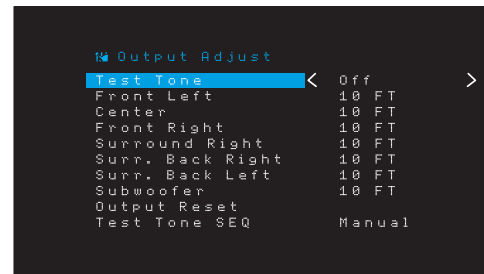 Output Adjust
Test Tone < Off >
Front Left 10 FT
Center 10 FT
Front Right 10 FT
Surround Right 10 FT
Surr. Back Right 10 FT
Surr. Back Left 10 FT
Subwoofer 10 FT
Output Reset
Test Tone SEQ Manual